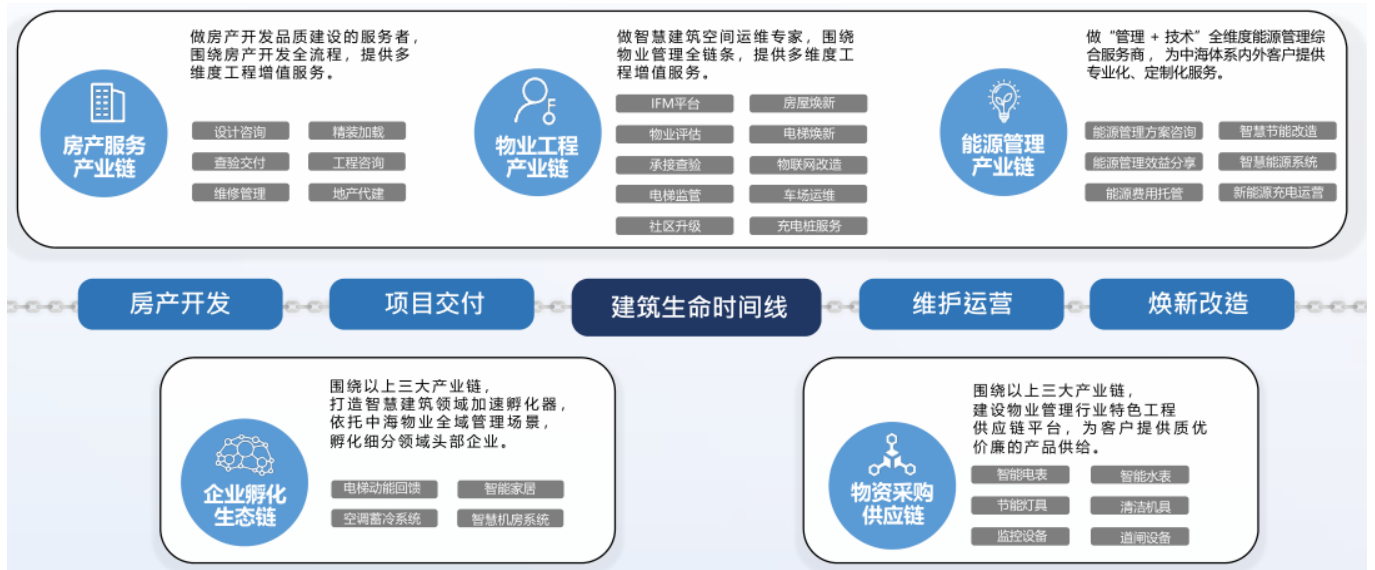 做房产开发品质建设的服务者，
围绕房产开发全流程，提供多
维度工程增值服务。
房产服务
产业链
设计咨询
精装加载
查验交付
工程咨询
维修管理
地产代建
做智慧建筑空间运维专家，围绕
物业管理全链条，提供多维度工
程增值服务。
物业工程
产业链
IFM平台
房屋焕新
物业评估
电梯焕新
承接查验
物联网改造
电梯监管
车场运维
社区升级
充电桩服务
做“管理 + 技术”全维度能源管理综
合服务商，为中海体系内外客户提供
专业化、定制化服务。
能源管理
产业链
能源管理方案咨询
智慧节能改造
能源管理效益分享
智慧能源系统
能源费用托管
新能源充电运营
房产开发
项目交付
建筑生命时间线
维护运营
焕新改造
围绕以上三大产业链，
打造智慧建筑领域加速孵化器，
依托中海物业全域管理场景，
孵化细分领域头部企业。
企业孵化
生态链
电梯动能回馈
智能家居
空调蓄冷系统
智慧机房系统
围绕以上三大产业链，
建设物业管理行业特色工程
供应链平台，为客户提供质优
价廉的产品供给。
物资采购
供应链
智能电表
智能水表
节能灯具
清洁机具
监控设备
道闸设备